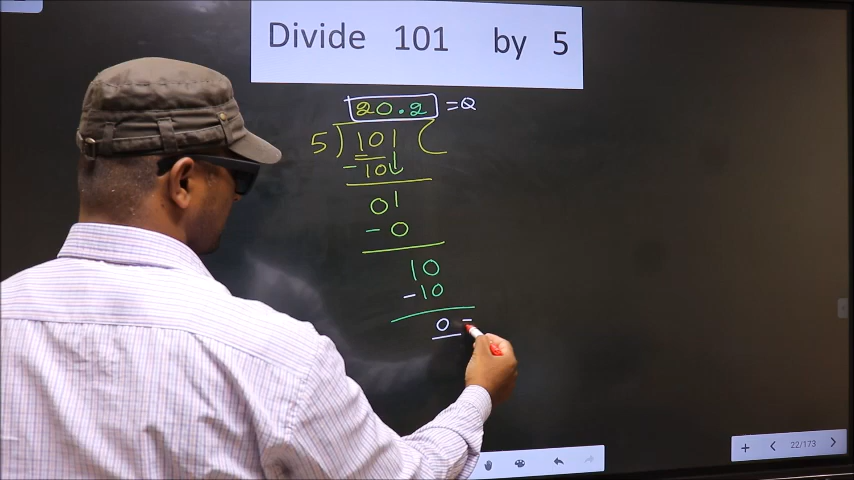 Divide 101 by 5
20.2 = Q
5 ) 101 (
- 10↓
01
- 0
10
- 10
0 =
+ < 22/173 >